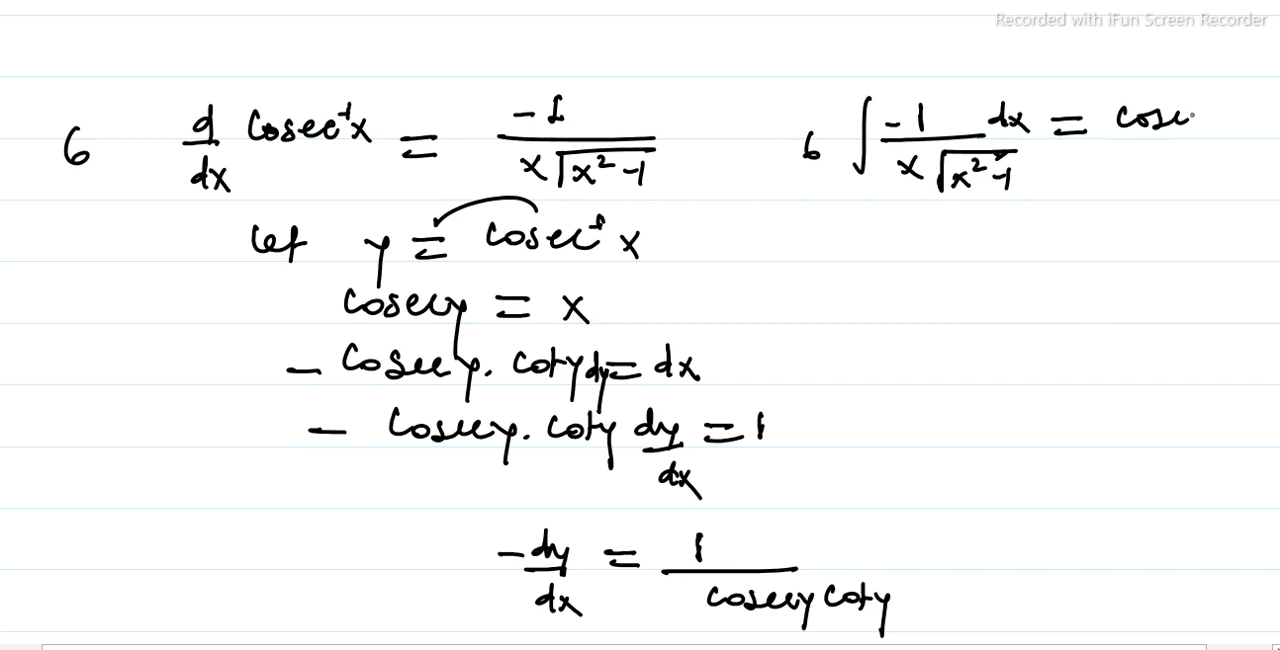 Recorded with iFun Screen Recorder
6 d/dx cosec⁻¹x = -1/(x√(x²-1)) 6 ∫ -1/(x√(x²-1)) dx = cose
let y = cosec⁻¹ x
cosecy = x
- cosecy. coty dy = dx
- cosecy. coty dy/dx = 1
-dy/dx = 1/(cosecy coty)